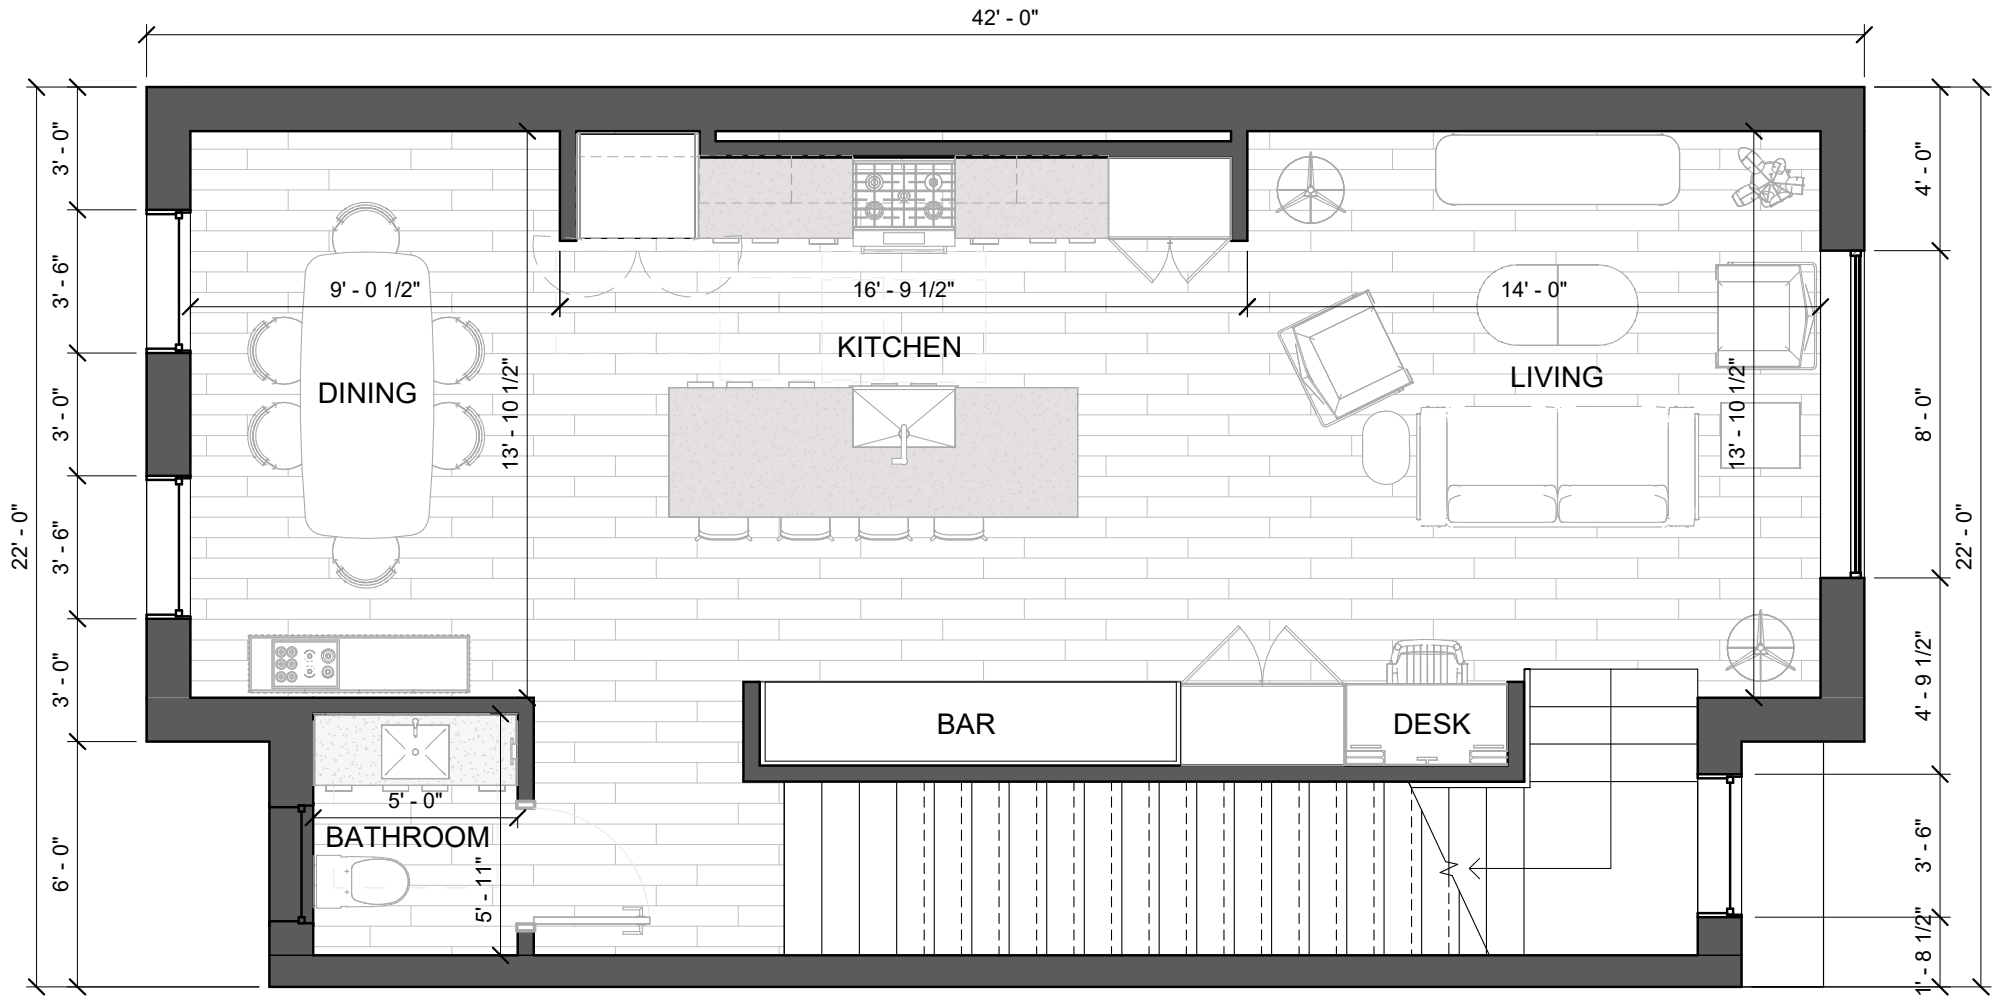 42' - 0"
22' - 0"
3' - 0"
3' - 6"
3' - 0"
3' - 6"
3' - 0"
6' - 0"
9' - 0 1/2"
16' - 9 1/2"
14' - 0"
KITCHEN
DINING
LIVING
13' - 10 1/2"
13' - 10 1/2"
BAR
DESK
5' - 0"
BATHROOM
5' - 11"
4' - 0"
8' - 0"
4' - 9 1/2"
3' - 6"
1' - 8 1/2"
22' - 0"